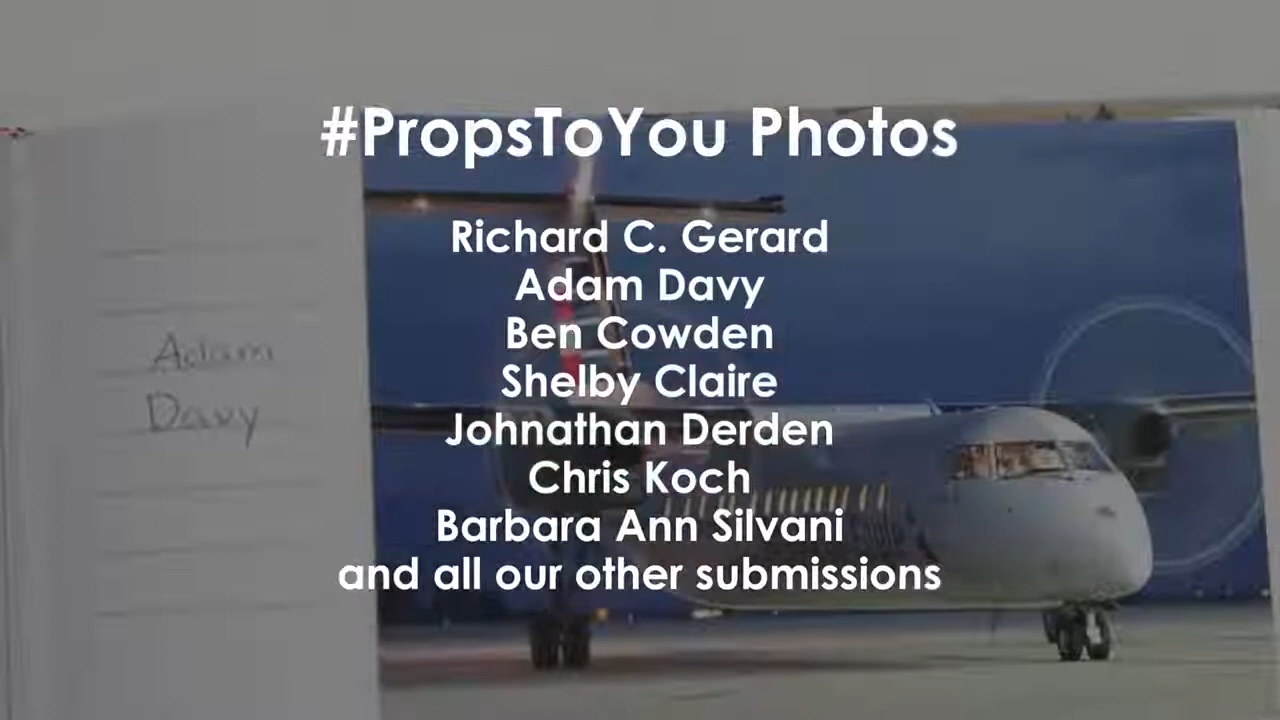 #PropsToYou Photos
Richard C. Gerard
Adam Davy
Ben Cowden
Shelby Claire
Johnathan Derden
Chris Koch
Barbara Ann Silvani
and all our other submissions
Adam
Davy